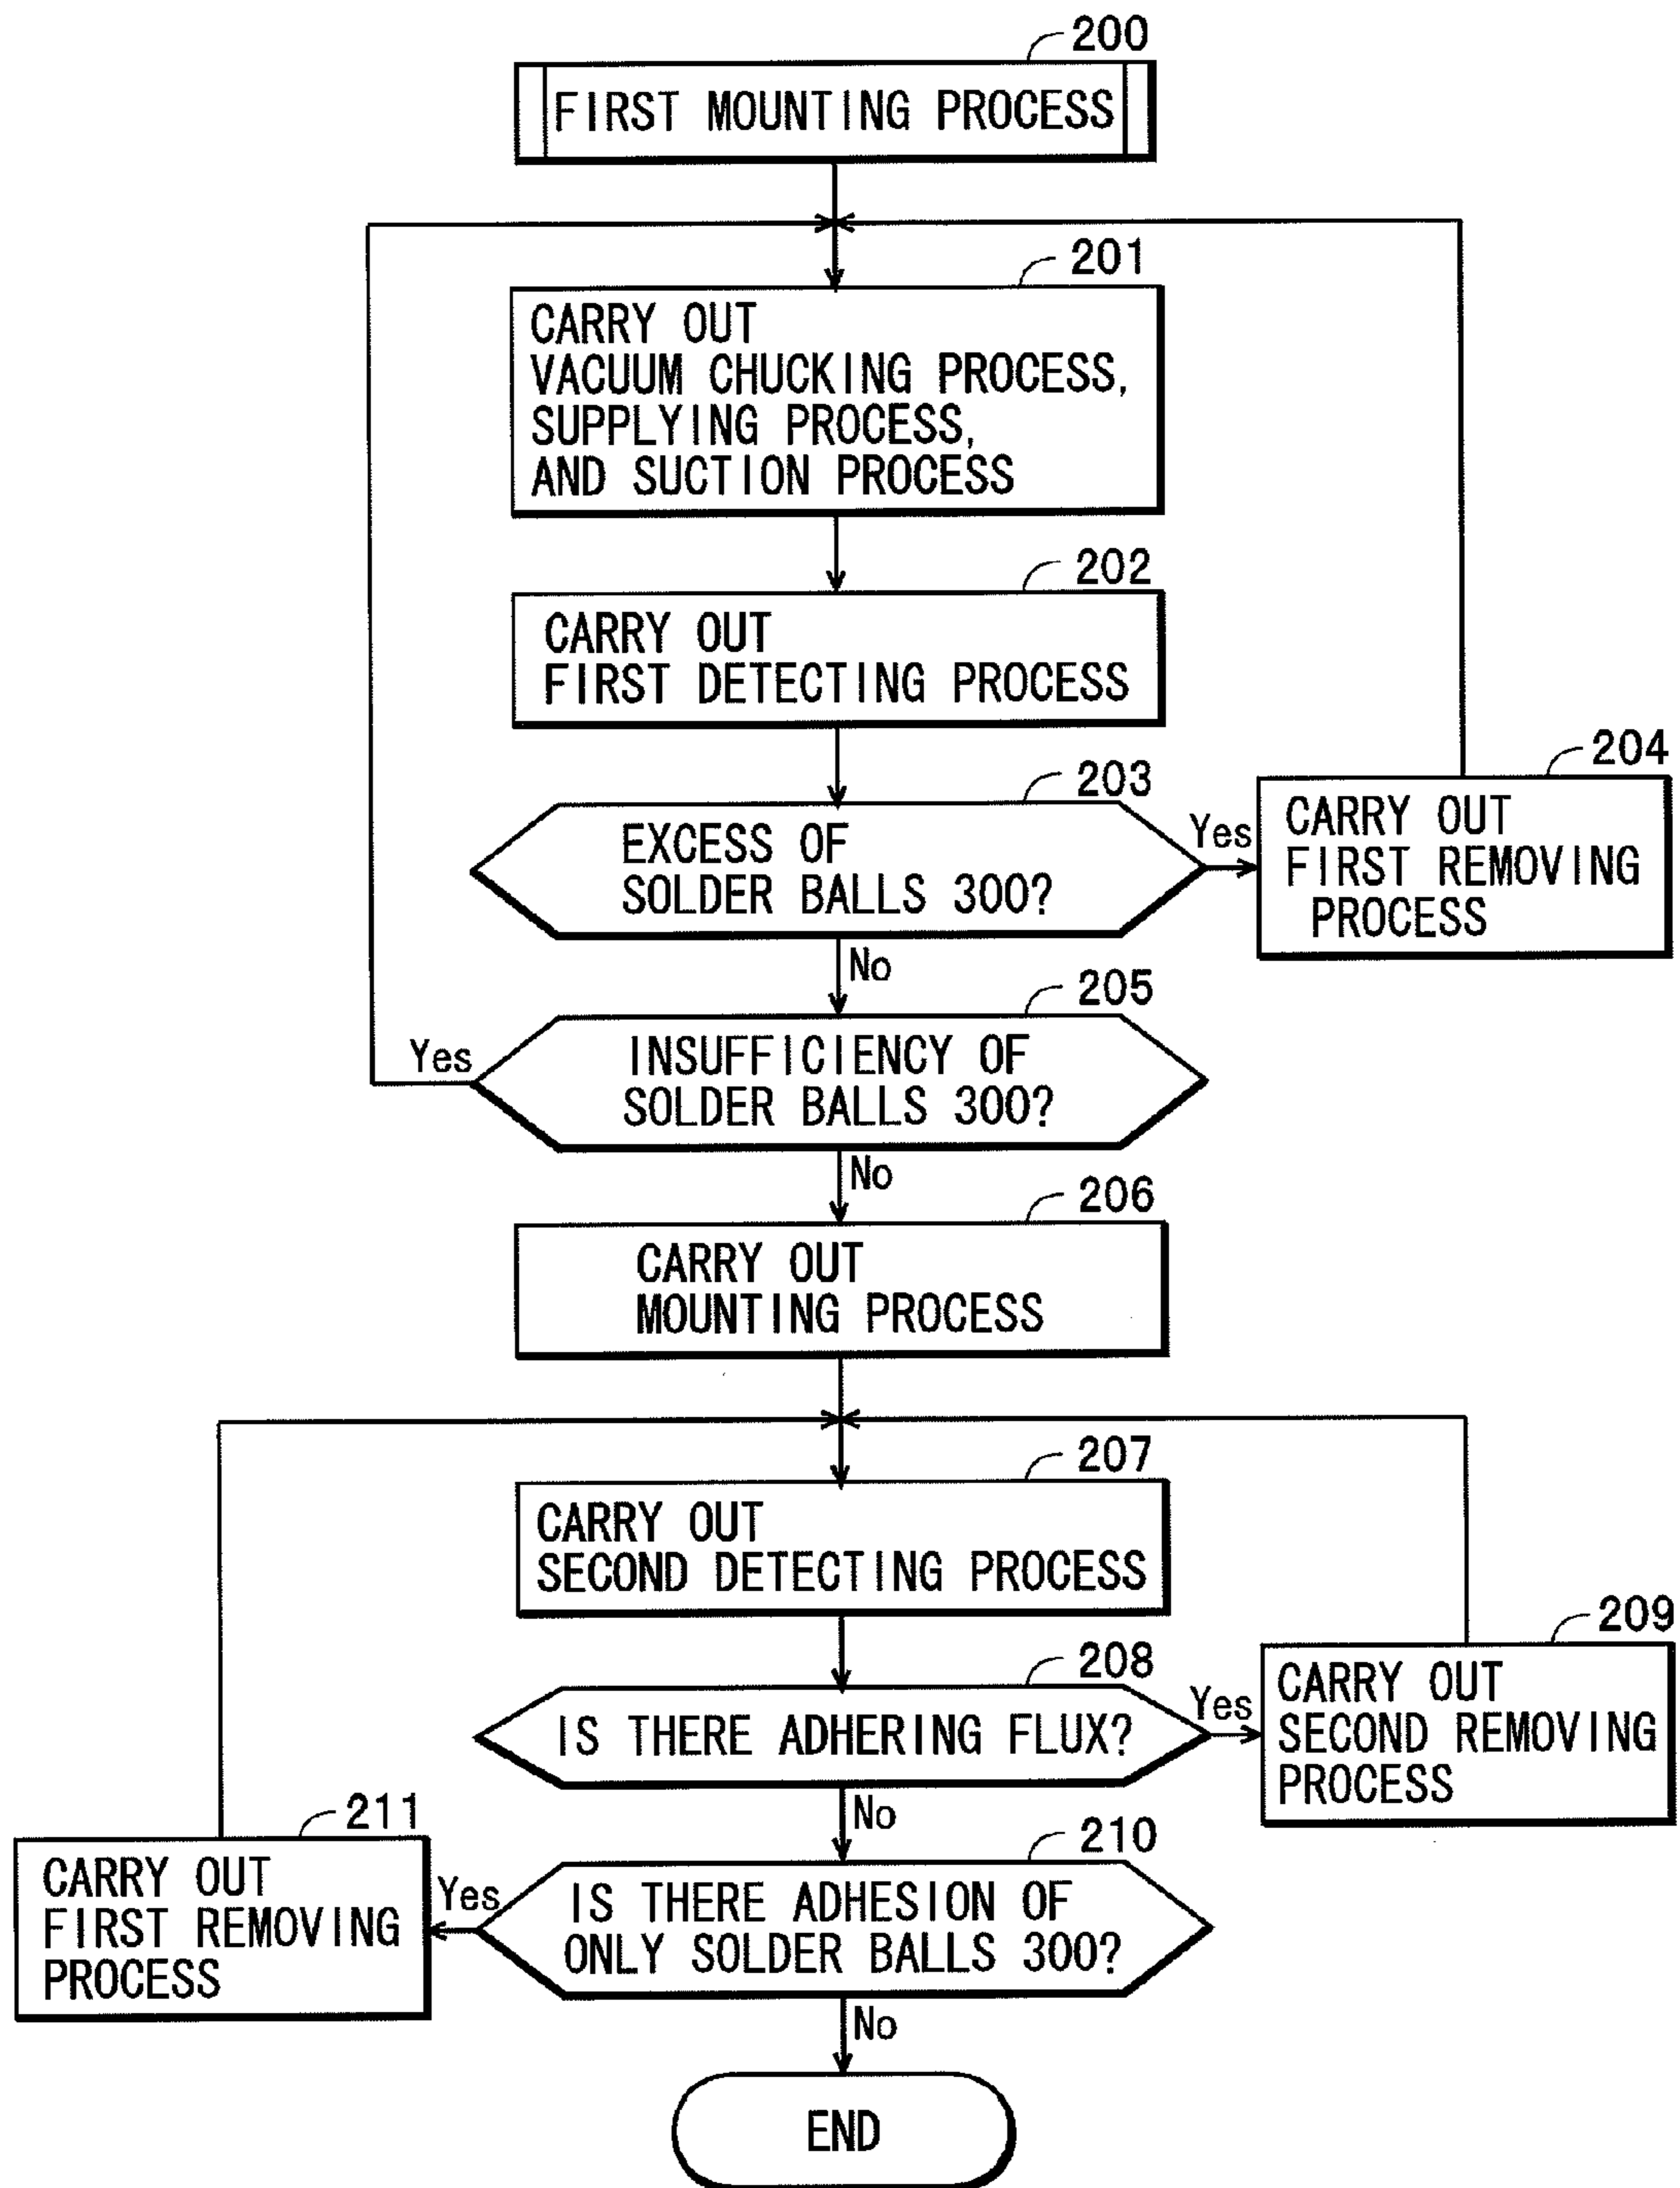 200
FIRST MOUNTING PROCESS
201
CARRY OUT
VACUUM CHUCKING PROCESS,
SUPPLYING PROCESS,
AND SUCTION PROCESS
202
CARRY OUT
FIRST DETECTING PROCESS
203
EXCESS OF
SOLDER BALLS 300?
Yes
204
CARRY OUT
FIRST REMOVING
PROCESS
No
205
INSUFFICIENCY OF
SOLDER BALLS 300?
Yes
No
206
CARRY OUT
MOUNTING PROCESS
207
CARRY OUT
SECOND DETECTING PROCESS
208
IS THERE ADHERING FLUX?
Yes
209
CARRY OUT
SECOND REMOVING
PROCESS
No
210
IS THERE ADHESION OF
ONLY SOLDER BALLS 300?
Yes
211
CARRY OUT
FIRST REMOVING
PROCESS
No
END